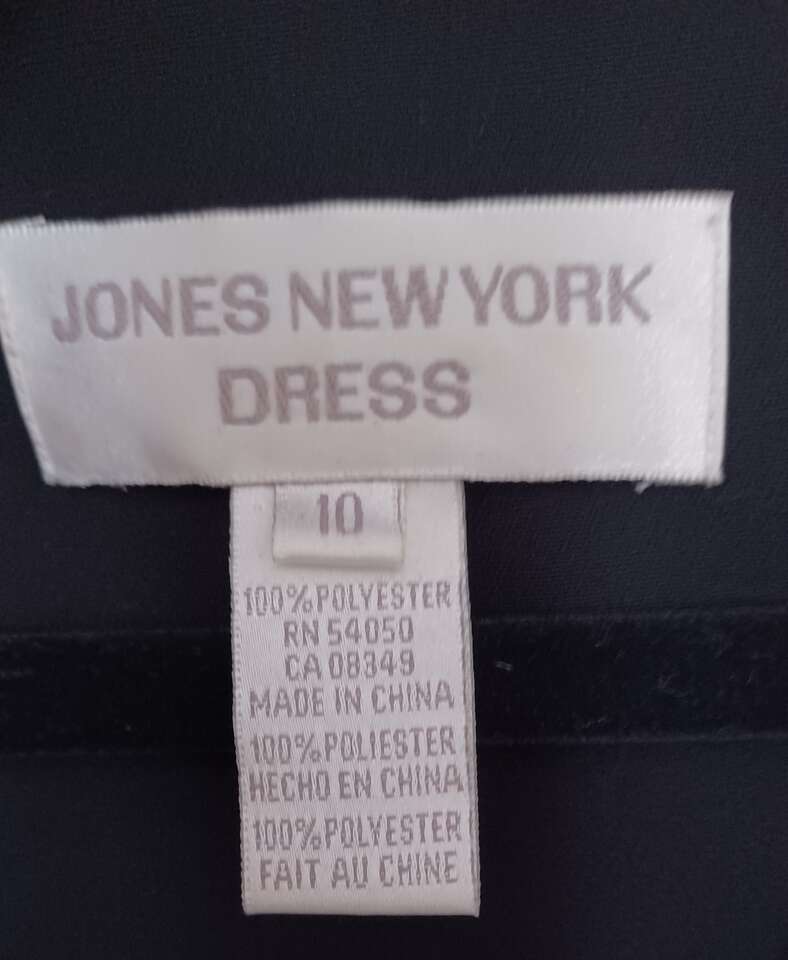 JONES NEW YORK
DRESS
10
100% POLYESTER
RN 54050
CA 08349
MADE IN CHINA
100% POLIESTER
HECHO EN CHINA
100% POLYESTER
FAIT AU CHINE